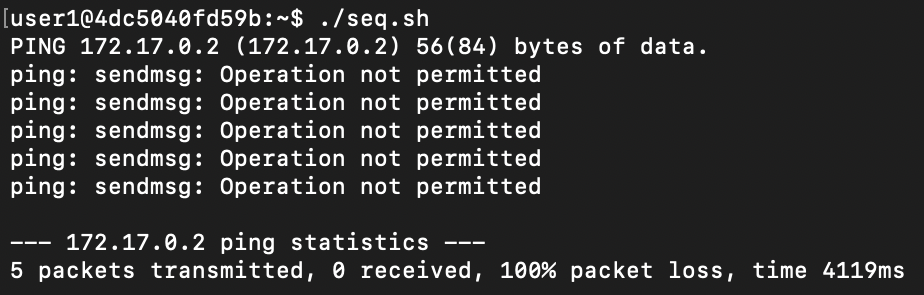 [user1@4dc5040fd59b:~$ ./seq.sh
PING 172.17.0.2 (172.17.0.2) 56(84) bytes of data.
ping: sendmsg: Operation not permitted
ping: sendmsg: Operation not permitted
ping: sendmsg: Operation not permitted
ping: sendmsg: Operation not permitted
ping: sendmsg: Operation not permitted
--- 172.17.0.2 ping statistics ---
5 packets transmitted, 0 received, 100% packet loss, time 4119ms